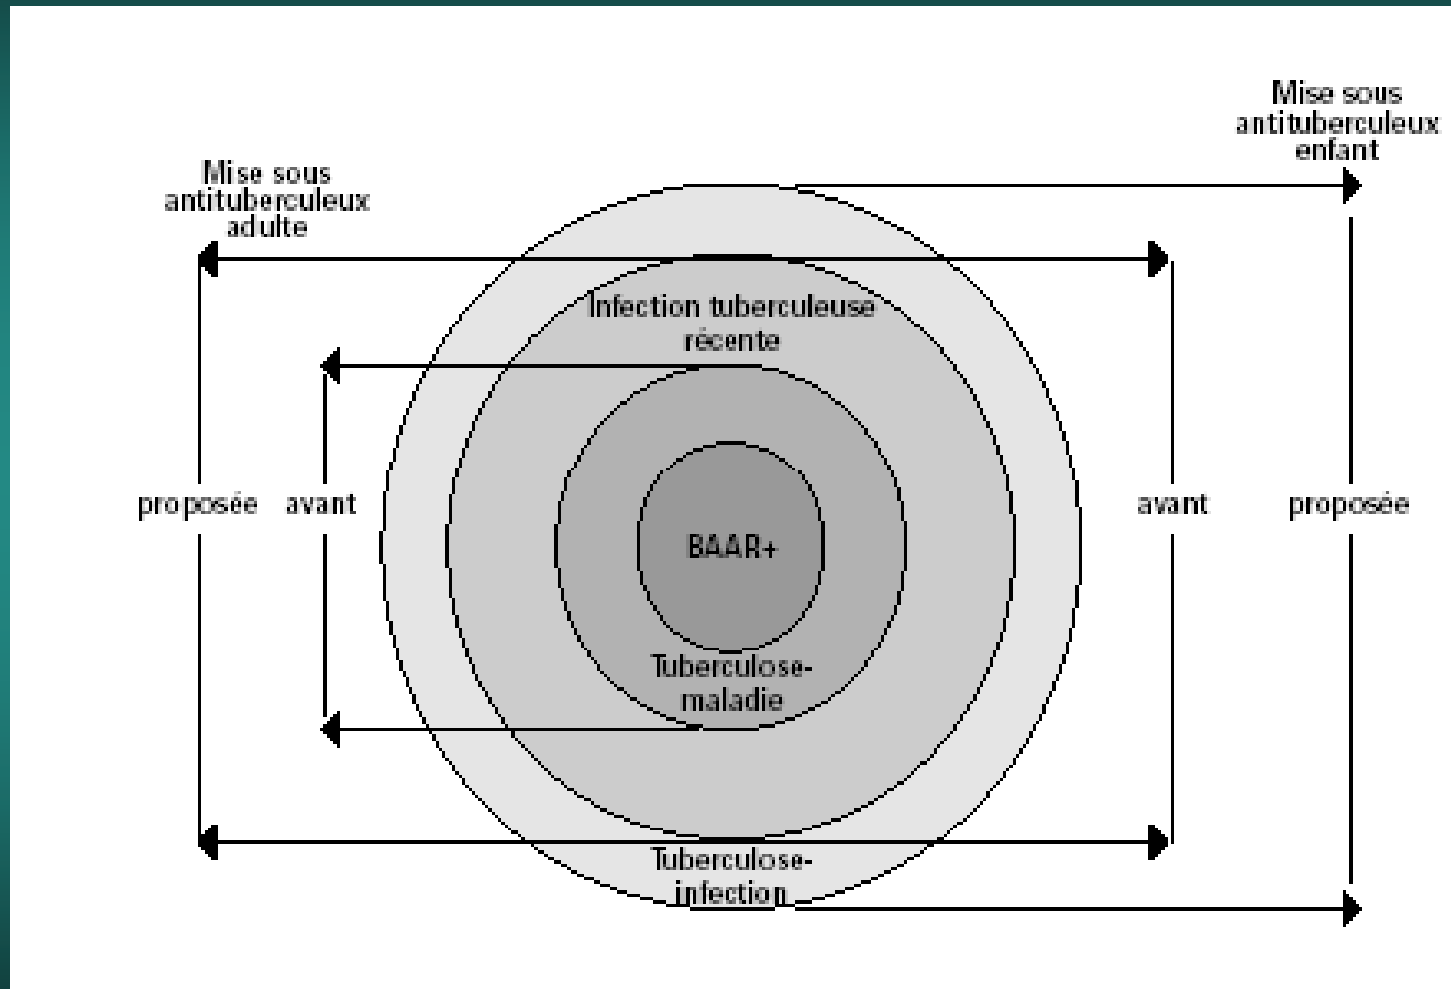 Mise sous
antituberculeux
enfant
Mise sous
antituberculeux
adulte
Infection tuberculeuse
récente
proposée
avant
BAAR+
avant
proposée
Tuberculose-
maladie
Tuberculose-
infection